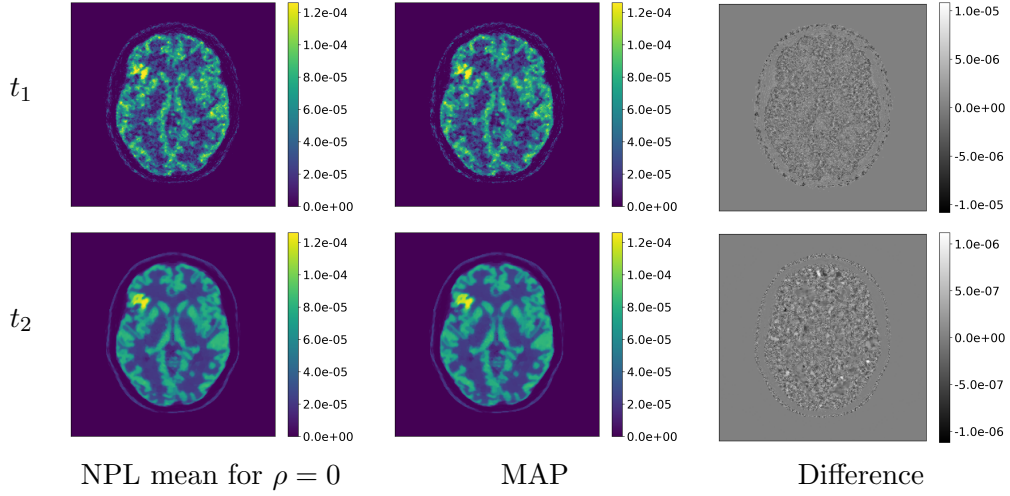 t₁
1.2e-04
1.0e-04
8.0e-05
6.0e-05
4.0e-05
2.0e-05
0.0e+00
1.2e-04
1.0e-04
8.0e-05
6.0e-05
4.0e-05
2.0e-05
0.0e+00
1.0e-05
5.0e-06
0.0e+00
-5.0e-06
-1.0e-05
t₂
1.2e-04
1.0e-04
8.0e-05
6.0e-05
4.0e-05
2.0e-05
0.0e+00
1.2e-04
1.0e-04
8.0e-05
6.0e-05
4.0e-05
2.0e-05
0.0e+00
1.0e-06
5.0e-07
0.0e+00
-5.0e-07
-1.0e-06
NPL mean for ρ = 0
MAP
Difference